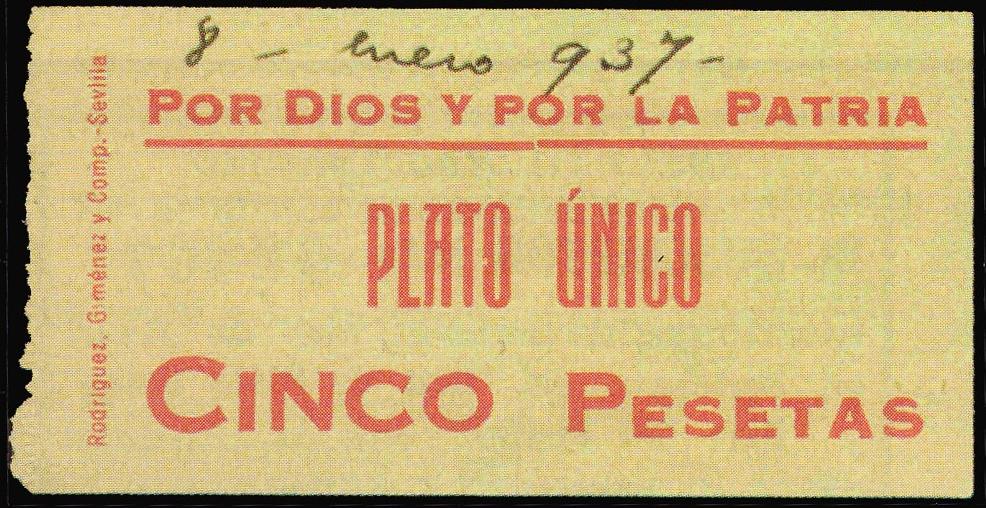 8 - enero 937-
POR DIOS Y POR LA PATRIA
PLATO ÚNICO
CINCO PESETAS
Rodriguez, Giménez y Comp.-Sevilla